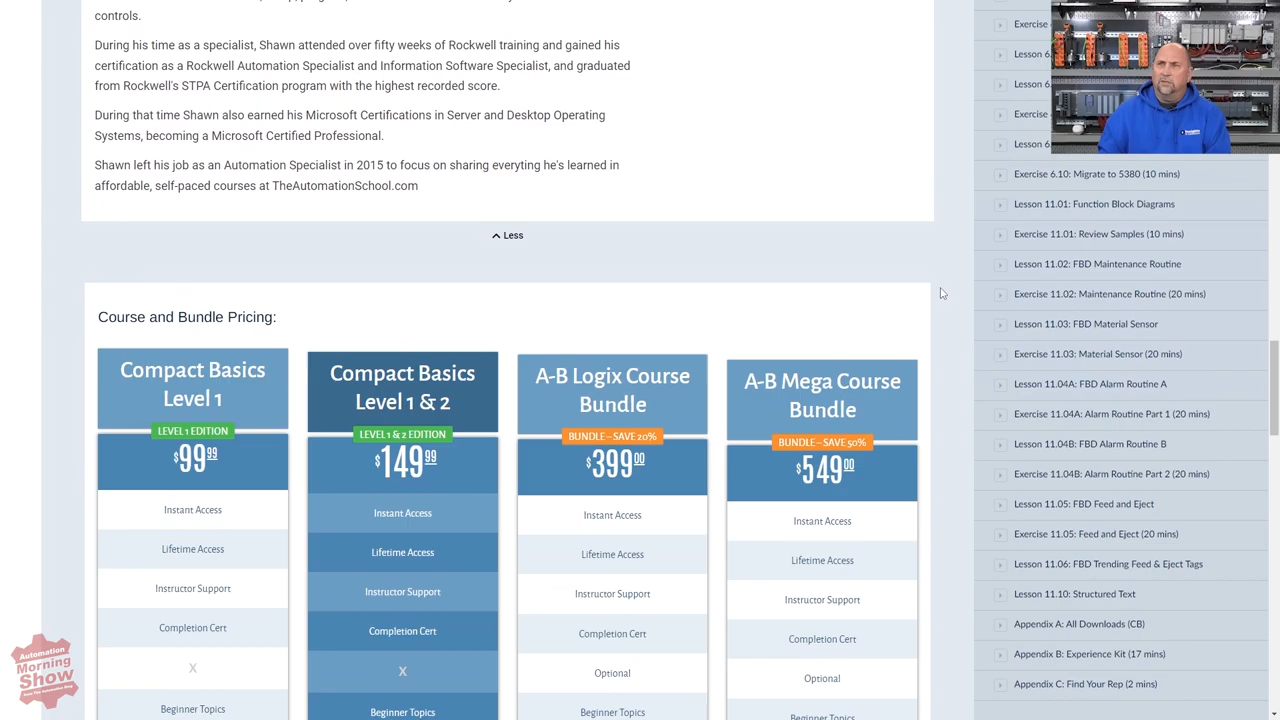 controls.
During his time as a specialist, Shawn attended over fifty weeks of Rockwell training and gained his
certification as a Rockwell Automation Specialist and Information Software Specialist, and graduated
from Rockwell's STPA Certification program with the highest recorded score.
During that time Shawn also earned his Microsoft Certifications in Server and Desktop Operating
Systems, becoming a Microsoft Certified Professional.
Shawn left his job as an Automation Specialist in 2015 to focus on sharing everything he's learned in
affordable, self-paced courses at TheAutomationSchool.com
Less
Course and Bundle Pricing:
Compact Basics
Level 1
LEVEL 1 EDITION
$99.99
Instant Access
Lifetime Access
Instructor Support
Completion Cert
X
Beginner Topics
Compact Basics
Level 1 & 2
LEVEL 1 & 2 EDITION
$149.99
Instant Access
Lifetime Access
Instructor Support
Completion Cert
X
Beginner Topics
A-B Logix Course
Bundle
BUNDLE – SAVE 20%
$399.00
Instant Access
Lifetime Access
Instructor Support
Completion Cert
Optional
Beginner Topics
A-B Mega Course
Bundle
BUNDLE – SAVE 50%
$549.00
Instant Access
Lifetime Access
Instructor Support
Completion Cert
Optional
Beginner Topics
Exercise
Lesson 6.
Lesson 6.
Exercise
Lesson 6.
Exercise 6.10: Migrate to 5380 (10 mins)
Lesson 11.01: Function Block Diagrams
Exercise 11.01: Review Samples (10 mins)
Lesson 11.02: FBD Maintenance Routine
Exercise 11.02: Maintenance Routine (20 mins)
Lesson 11.03: FBD Material Sensor
Exercise 11.03: Material Sensor (20 mins)
Lesson 11.04A: FBD Alarm Routine A
Exercise 11.04A: Alarm Routine Part 1 (20 mins)
Lesson 11.04B: FBD Alarm Routine B
Exercise 11.04B: Alarm Routine Part 2 (20 mins)
Lesson 11.05: FBD Feed and Eject
Exercise 11.05: Feed and Eject (20 mins)
Lesson 11.06: FBD Trending Feed & Eject Tags
Lesson 11.10: Structured Text
Appendix A: All Downloads (CB)
Appendix B: Experience Kit (17 mins)
Appendix C: Find Your Rep (2 mins)
Automation
Morning
Show